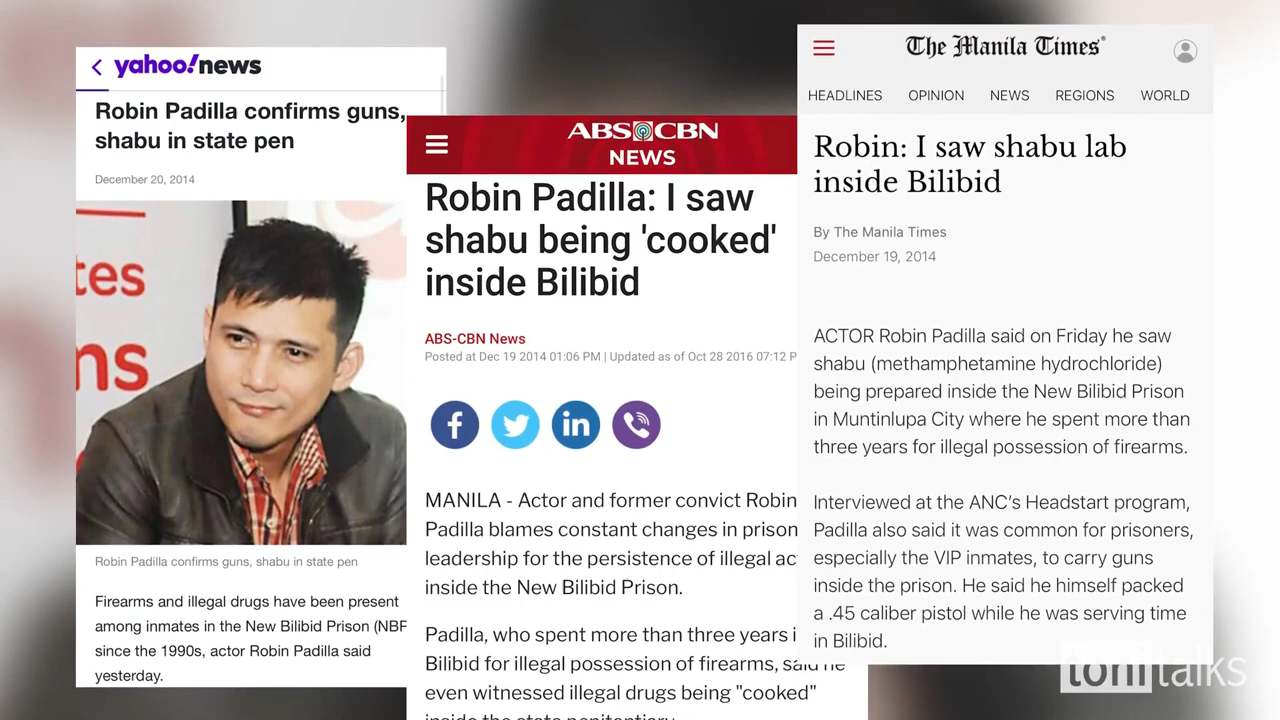 yahoo!news
Robin Padilla confirms guns,
shabu in state pen
December 20, 2014
tes
ns
Robin Padilla confirms guns, shabu in state pen
Firearms and illegal drugs have been present
among inmates in the New Bilibid Prison (NBP
since the 1990s, actor Robin Padilla said
yesterday.
ABS-CBN
NEWS
Robin Padilla: I saw
shabu being 'cooked'
inside Bilibid
ABS-CBN News
Posted at Dec 19 2014 01:06 PM | Updated as of Oct 28 2016 07:12 P
MANILA - Actor and former convict Robin
Padilla blames constant changes in prison
leadership for the persistence of illegal ac
inside the New Bilibid Prison.
Padilla, who spent more than three years i
Bilibid for illegal possession of firearms, said he
even witnessed illegal drugs being "cooked"
inside the state penitentiary.
The Manila Times
HEADLINES OPINION NEWS REGIONS WORLD
Robin: I saw shabu lab
inside Bilibid
By The Manila Times
December 19, 2014
ACTOR Robin Padilla said on Friday he saw
shabu (methamphetamine hydrochloride)
being prepared inside the New Bilibid Prison
in Muntinlupa City where he spent more than
three years for illegal possession of firearms.
Interviewed at the ANC's Headstart program,
Padilla also said it was common for prisoners,
especially the VIP inmates, to carry guns
inside the prison. He said he himself packed
a .45 caliber pistol while he was serving time
in Bilibid.
toni talks